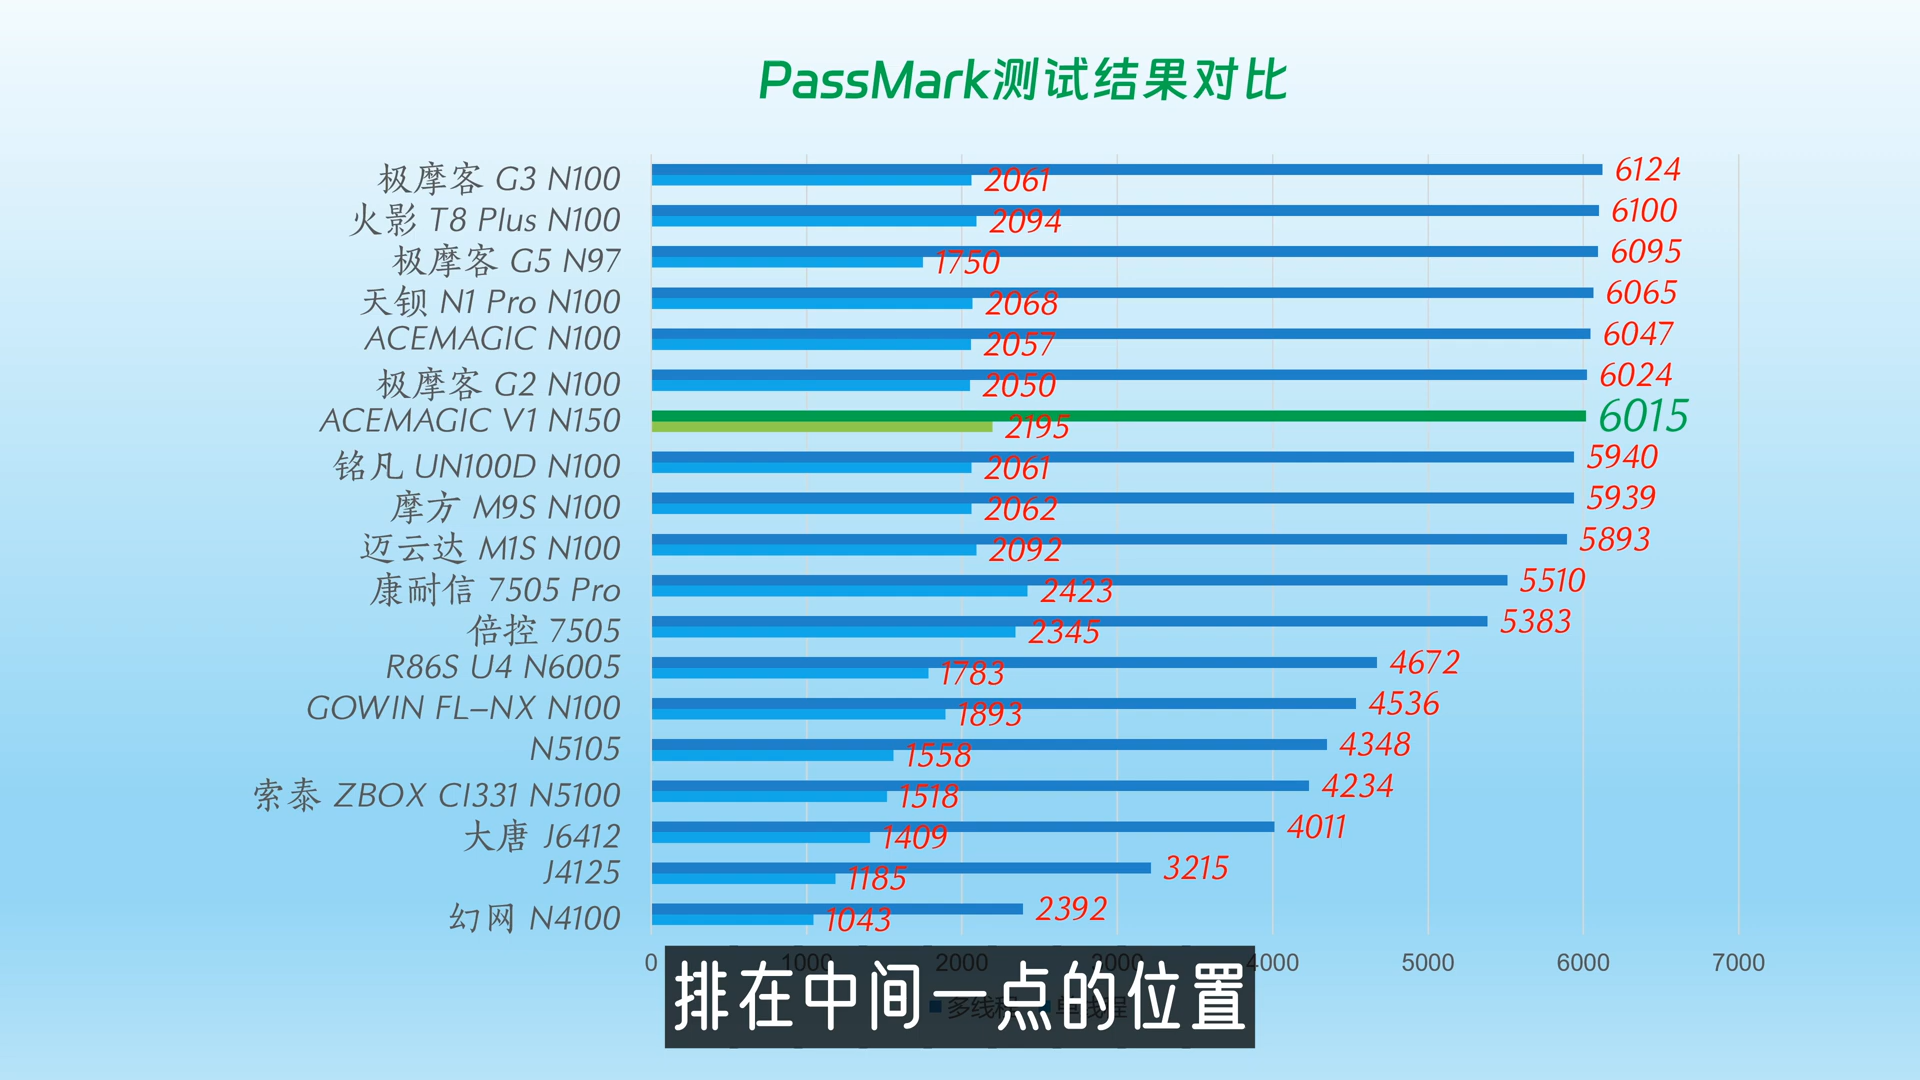 PassMark测试结果对比
极摩客 G3 N100 2061 6124
火影 T8 Plus N100 2094 6100
极摩客 G5 N97 1750 6095
天钡 N1 Pro N100 2068 6065
ACEMAGIC N100 2057 6047
极摩客 G2 N100 2050 6024
ACEMAGIC V1 N150 2195 6015
铭凡 UN100D N100 2061 5940
摩方 M9S N100 2062 5939
迈云达 M1S N100 2092 5893
康耐信 7505 Pro 2423 5510
倍控 7505 2345 5383
R86S U4 N6005 1783 4672
GOWIN FL-NX N100 1893 4536
N5105 1558 4348
索泰 ZBOX CI331 N5100 1518 4234
大唐 J6412 1409 4011
J4125 1185 3215
幻网 N4100 1043 2392
0 1000 2000 3000 4000 5000 6000 7000
多线程 单线程
排在中间一点的位置